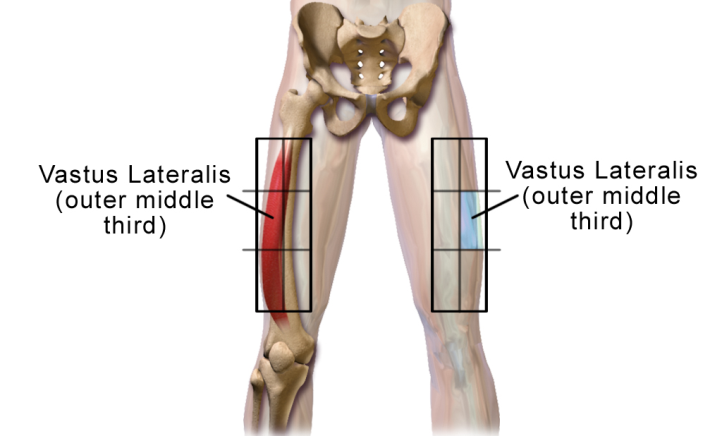 Vastus Lateralis
(outer middle
third)
Vastus Lateralis
(outer middle
third)